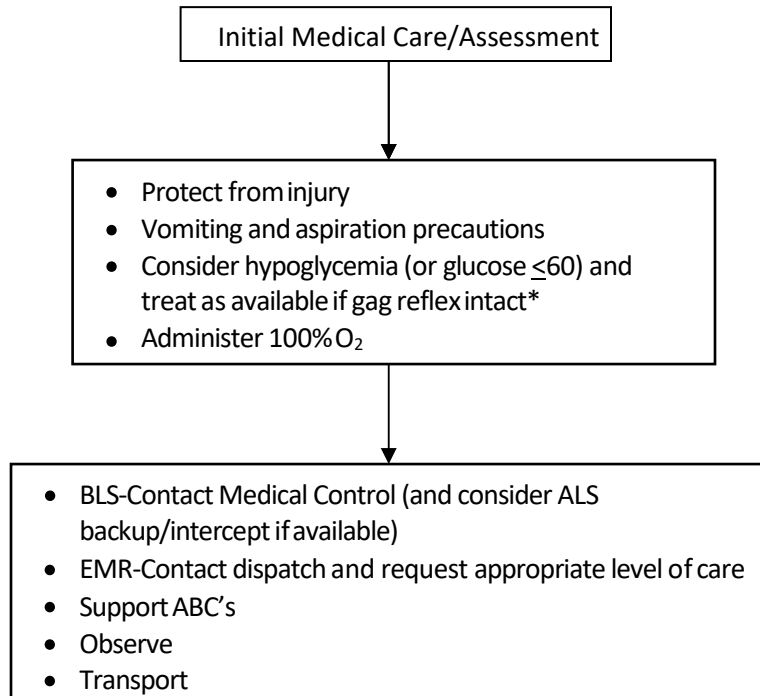 Initial Medical Care/Assessment
• Protect from injury
• Vomiting and aspiration precautions
• Consider hypoglycemia (or glucose ≤60) and
treat as available if gag reflex intact*
• Administer 100% O₂
• BLS-Contact Medical Control (and consider ALS
backup/intercept if available)
• EMR-Contact dispatch and request appropriate level of care
• Support ABC’s
• Observe
• Transport